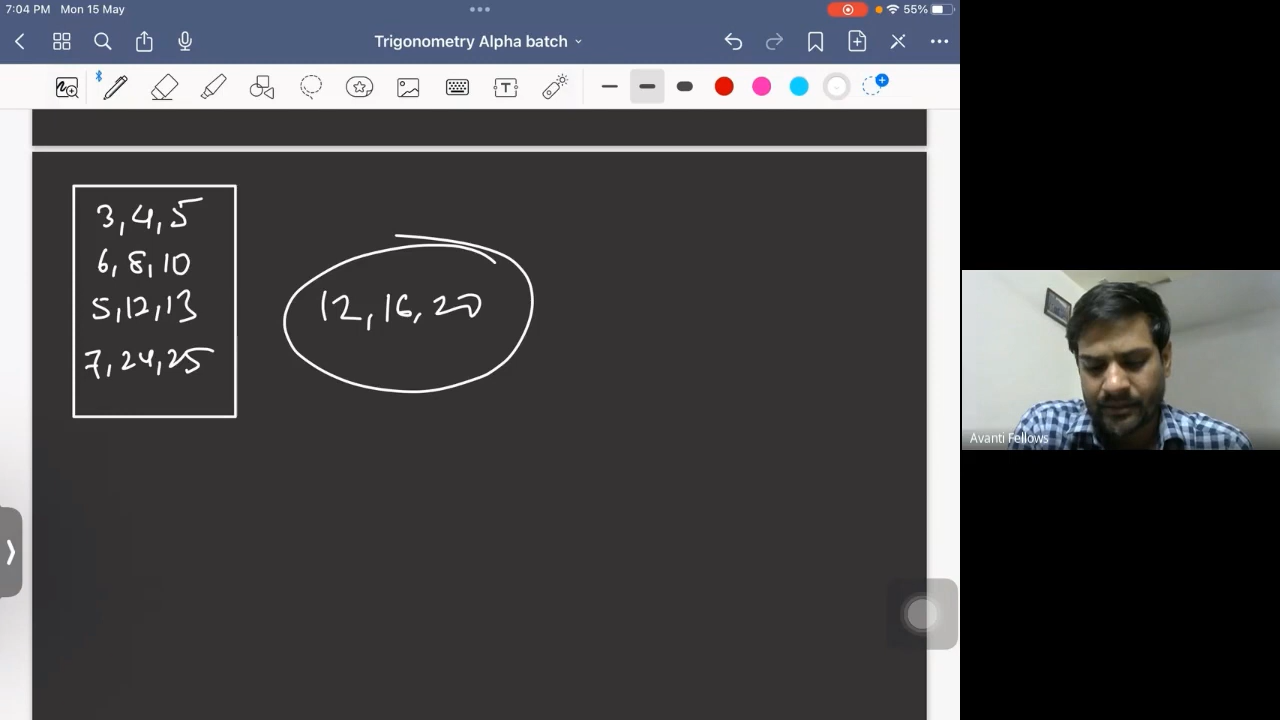 7:04 PM Mon 15 May
55%
Trigonometry Alpha batch
T
3, 4, 5
6, 8, 10
5, 12, 13
7, 24, 25
12, 16, 20
Avanti Fellows